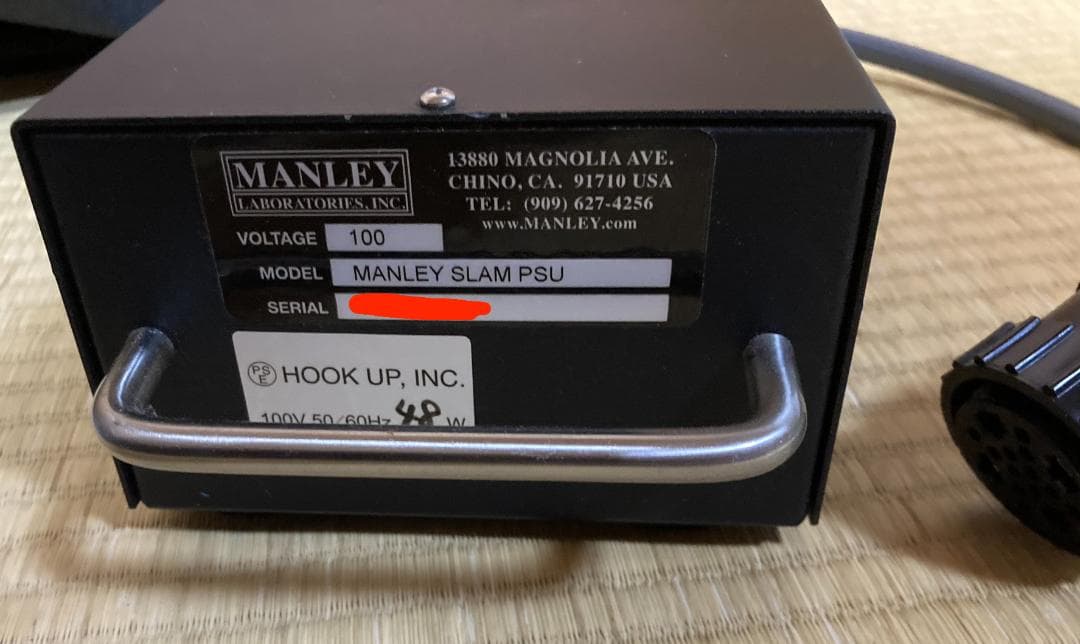 MANLEY
LABORATORIES, INC.
13880 MAGNOLIA AVE.
CHINO, CA. 91710 USA
TEL: (909) 627-4256
www.MANLEY.com
VOLTAGE 100
MODEL MANLEY SLAM PSU
SERIAL
PSE HOOK UP, INC.
100V 50/60Hz W